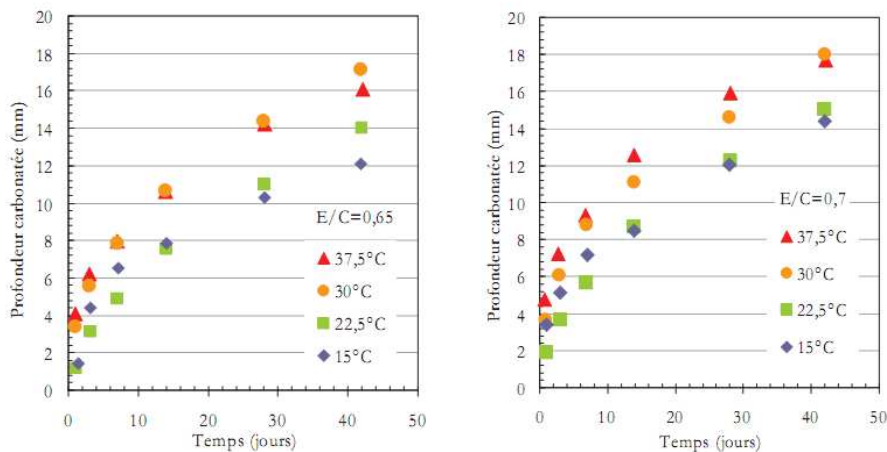 Profondeur carbonatée (mm)
20
18
16
14
12
10
8
6
4
2
0
E/C=0,65
37,5°C
30°C
22,5°C
15°C
0 10 20 30 40 50
Temps (jours)
Profondeur carbonatée (mm)
20
18
16
14
12
10
8
6
4
2
0
E/C=0,7
37,5°C
30°C
22,5°C
15°C
0 10 20 30 40 50
Temps (jours)